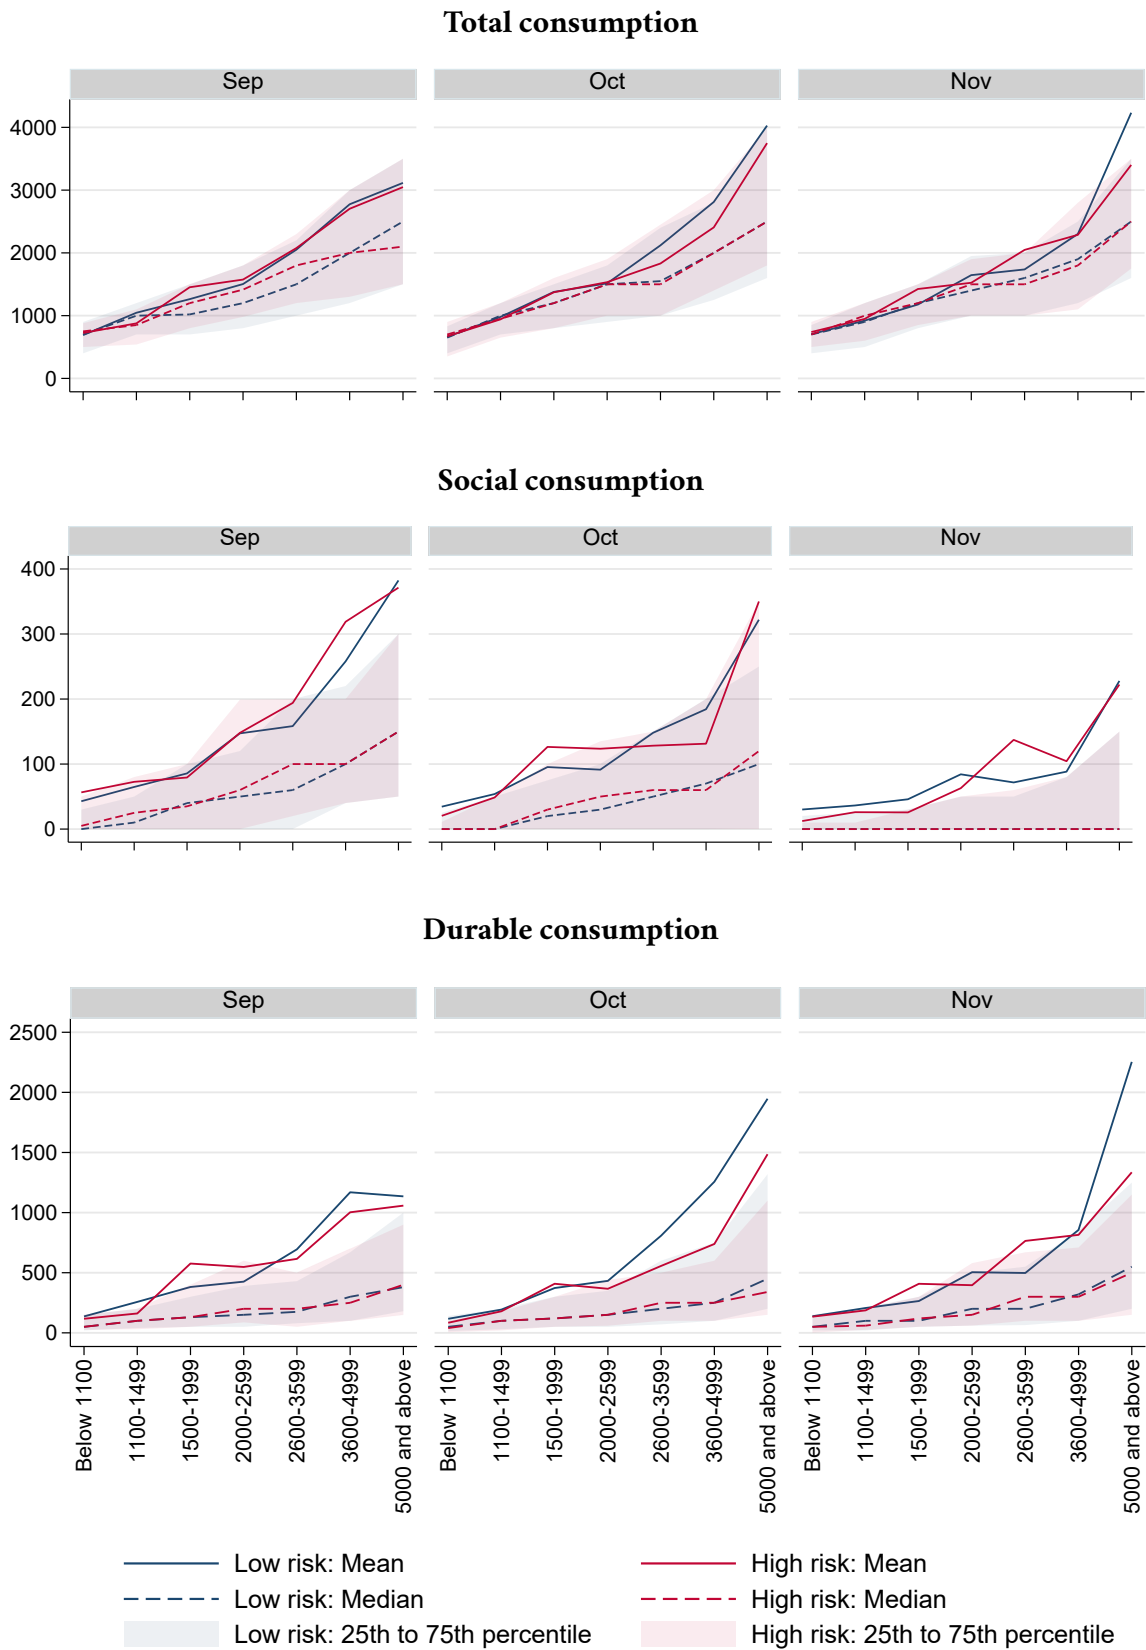 Total consumption
Sep Oct Nov
4000
3000
2000
1000
0
Social consumption
Sep Oct Nov
400
300
200
100
0
Durable consumption
Sep Oct Nov
2500
2000
1500
1000
500
0
Below 1100 1100-1499 1500-1999 2000-2599 2600-3599 3600-4999 5000 and above Below 1100 1100-1499 1500-1999 2000-2599 2600-3599 3600-4999 5000 and above Below 1100 1100-1499 1500-1999 2000-2599 2600-3599 3600-4999 5000 and above
Low risk: Mean High risk: Mean
Low risk: Median High risk: Median
Low risk: 25th to 75th percentile High risk: 25th to 75th percentile